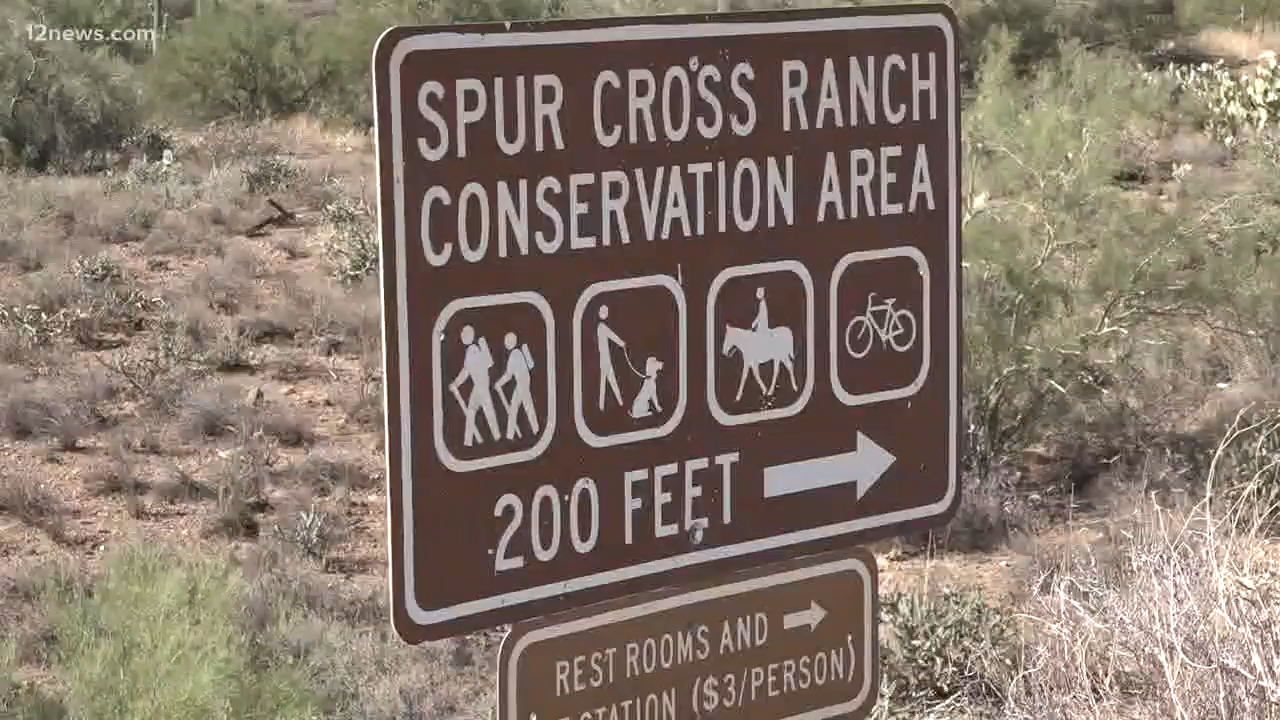 12news.com
SPUR CROSS RANCH
CONSERVATION AREA
200 FEET
REST ROOMS AND
STATION ($3/PERSON)